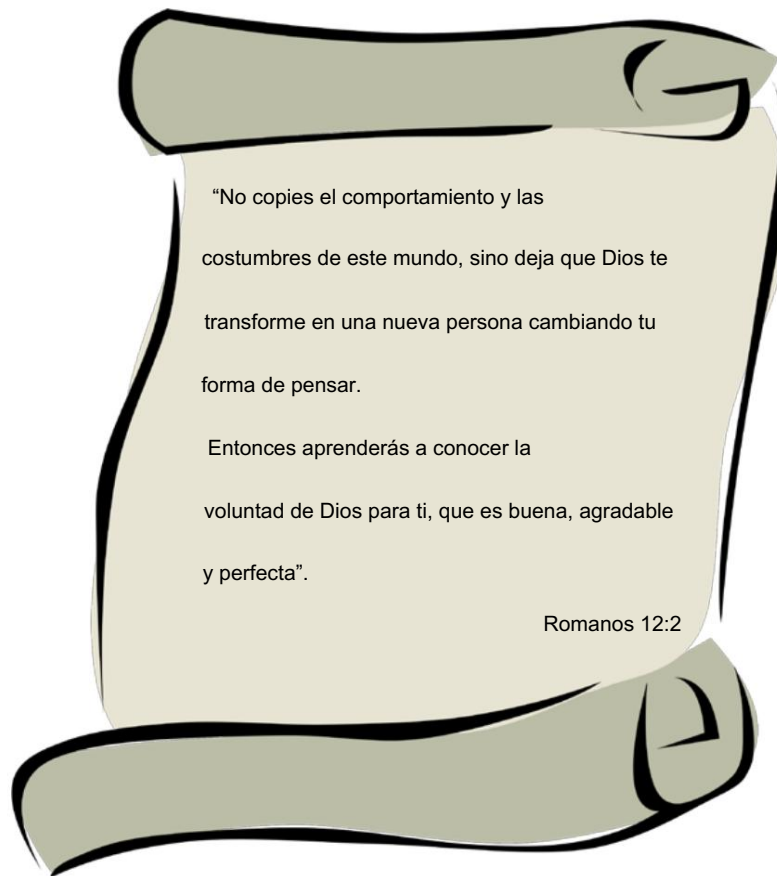 “No copies el comportamiento y las
costumbres de este mundo, sino deja que Dios te
transforme en una nueva persona cambiando tu
forma de pensar.
Entonces aprenderás a conocer la
voluntad de Dios para ti, que es buena, agradable
y perfecta”.
Romanos 12:2